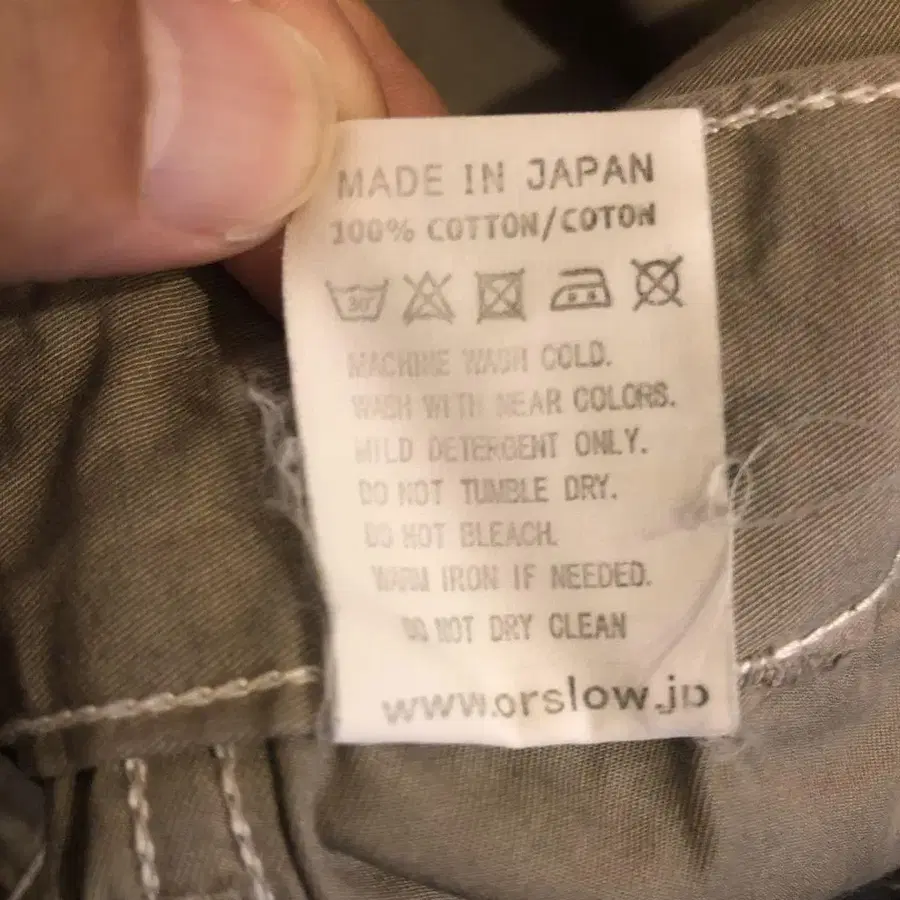 MADE IN JAPAN
100% COTTON/COTON
30°
MACHINE WASH COLD.
WASH WITH NEAR COLORS.
MILD DETERGENT ONLY.
DO NOT TUMBLE DRY.
DO NOT BLEACH.
WARM IRON IF NEEDED.
DO NOT DRY CLEAN
www.orslow.jp